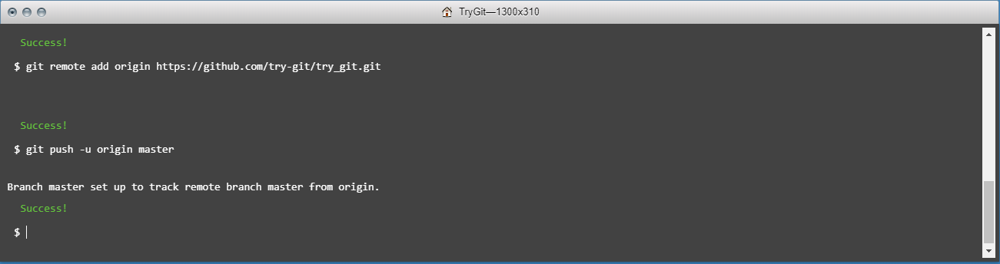 TryGit—1300x310
Success!
$ git remote add origin https://github.com/try-git/try_git.git
Success!
$ git push -u origin master
Branch master set up to track remote branch master from origin.
Success!
$